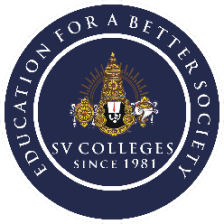 EDUCATION FOR A BETTER SOCIETY
SV COLLEGES
SINCE 1981